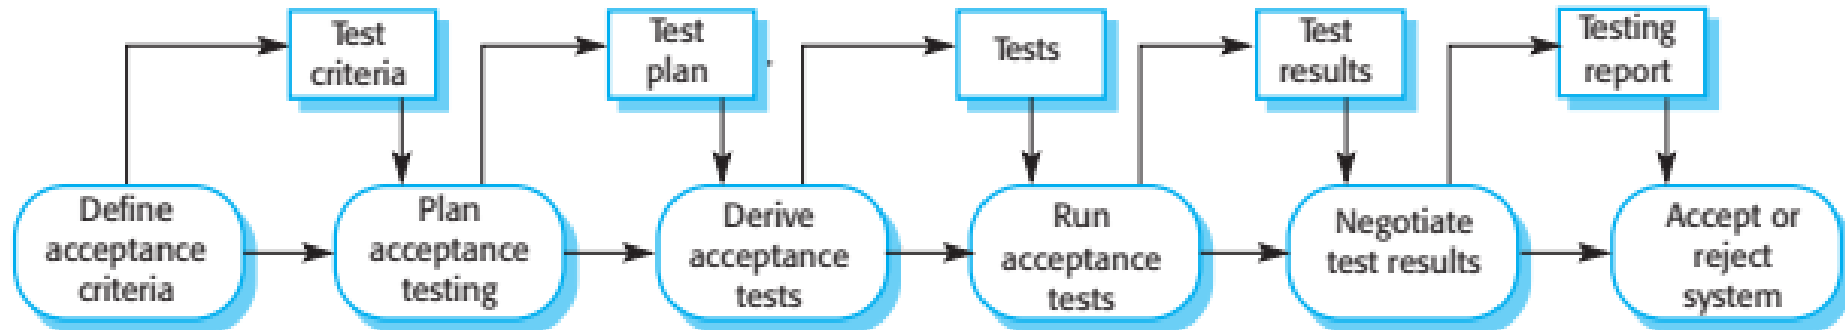 Test
criteria
Test
plan
Tests
Test
results
Testing
report
Define
acceptance
criteria
Plan
acceptance
testing
Derive
acceptance
tests
Run
acceptance
tests
Negotiate
test results
Accept or
reject
system